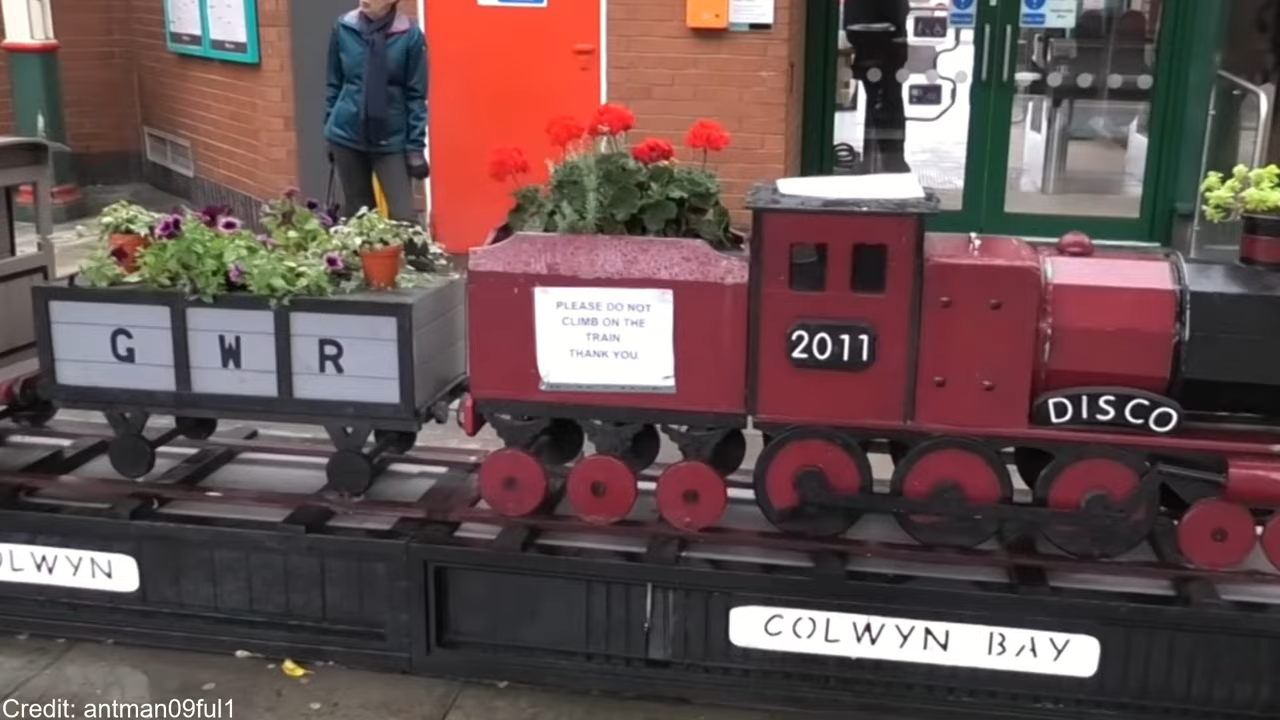 G W R
PLEASE DO NOT
CLIMB ON THE
TRAIN
THANK YOU
2011
DISCO
OLWYN
COLWYN BAY
Credit: antman09ful1